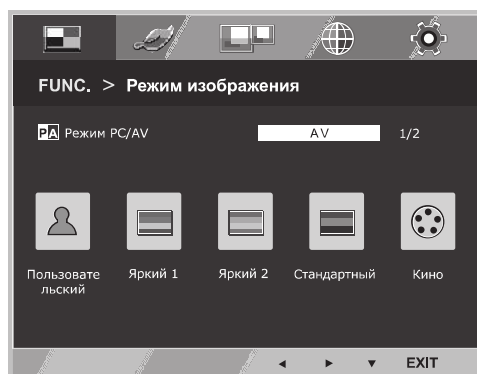 FUNC. > Режим изображения
PA Режим PC/AV AV 1/2
Пользовате
льский
Яркий 1
Яркий 2
Стандартный
Кино
◄ ► ▼ EXIT